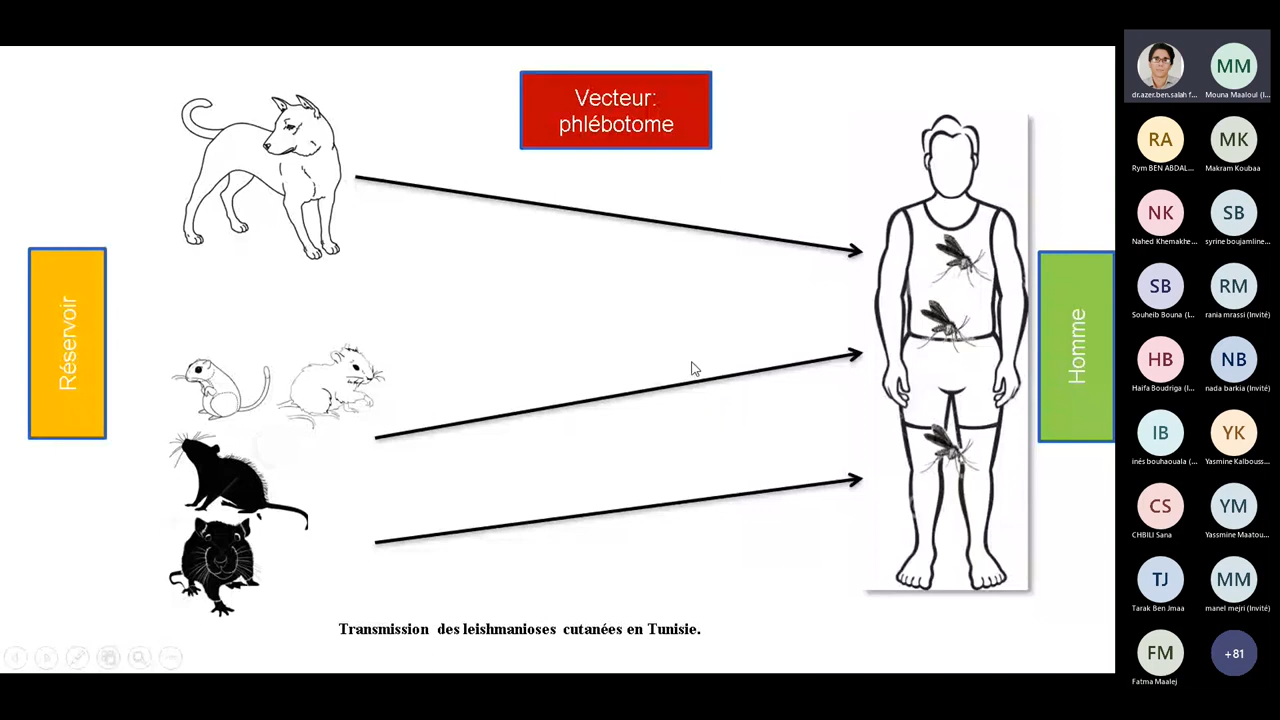 Vecteur:
phlébotome
Réservoir
Homme
Transmission des leishmanioses cutanées en Tunisie.
dr.azer.ben.salah f...
Mouna Maaloul (I...
Rym BEN ABDAL...
Makram Koubaa
Nahed Khemakhe...
syrine boujamline...
Souheib Bouna (I...
rania mrassi (Invité)
Haifa Boudriga (I...
nada barkia (Invité)
inés bouhaouala (...
Yasmine Kalbouss...
CHBILI Sana
Yassmine Maatou...
Tarak Ben Jmaa
manel mejri (Invité)
Fatma Maalej
MM
RA
MK
NK
SB
SB
RM
HB
NB
IB
YK
CS
YM
TJ
MM
FM
+81